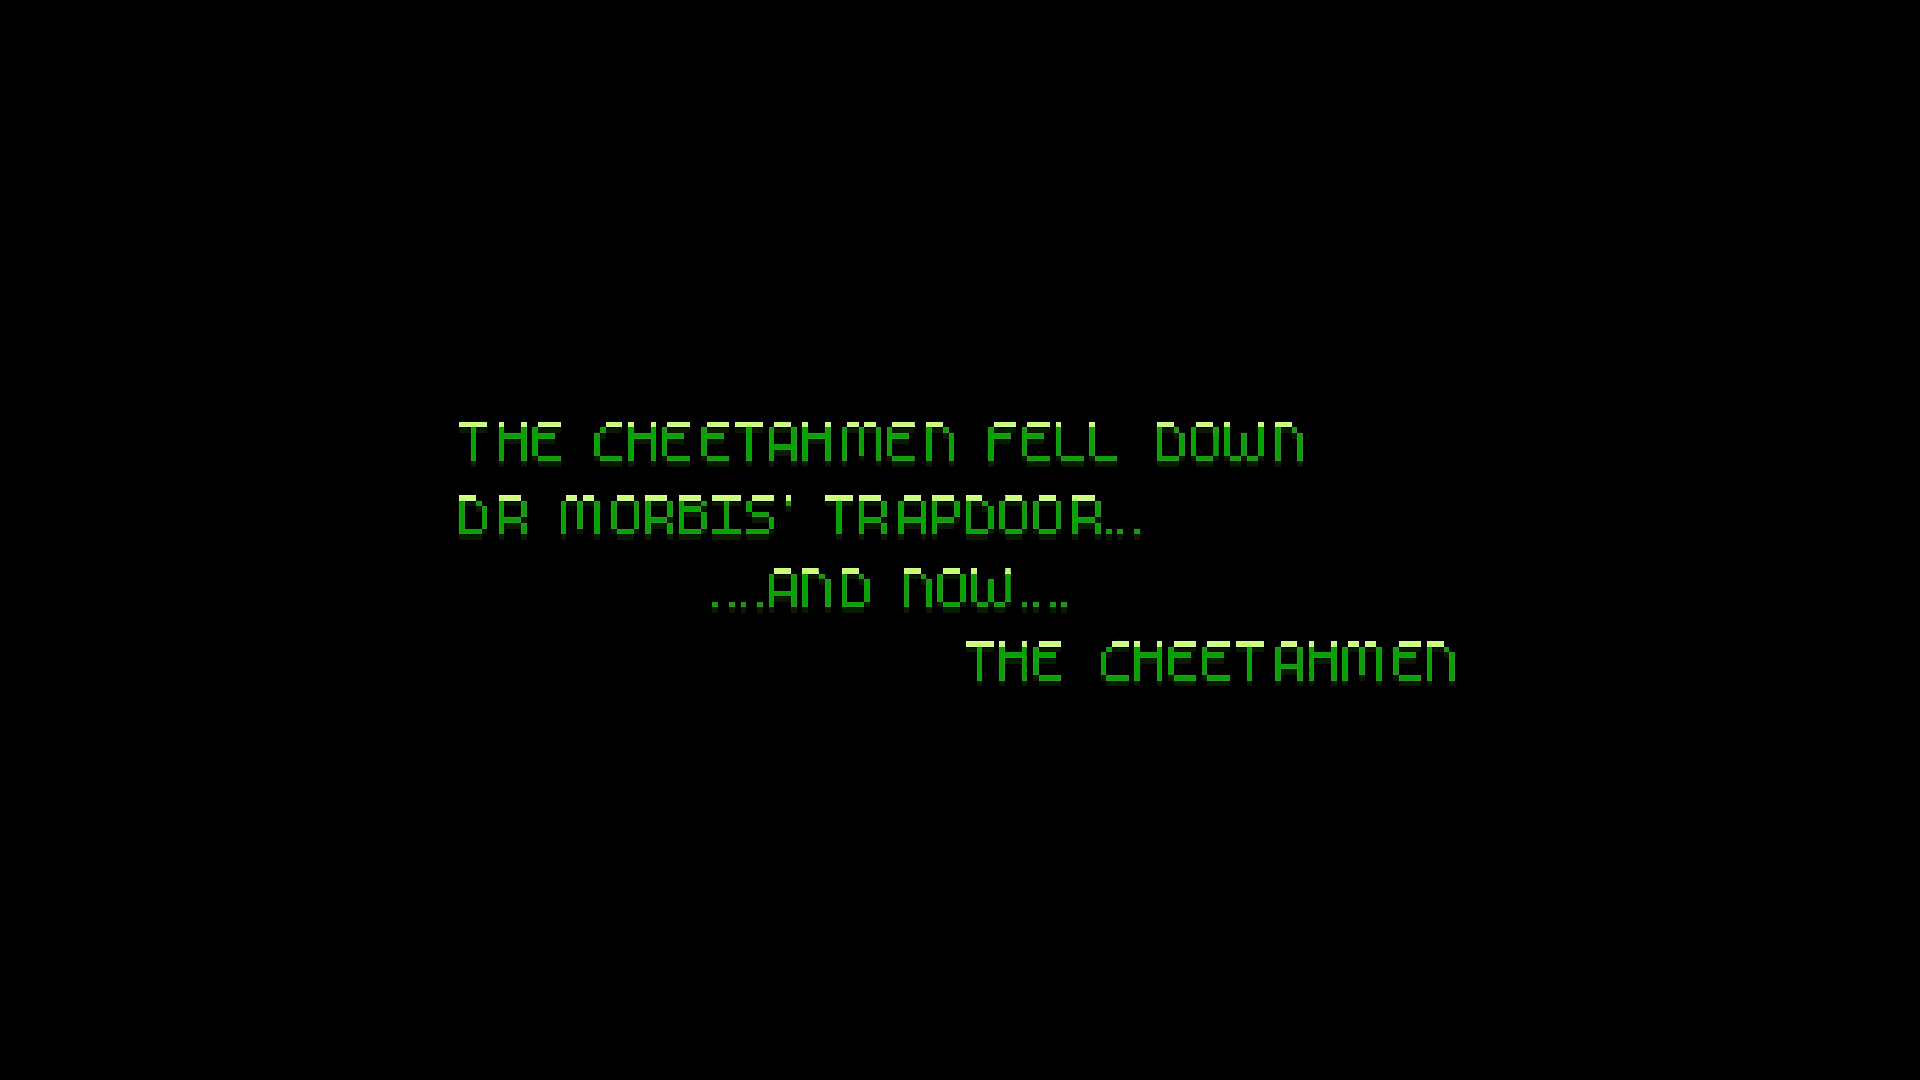 THE CHEETAHMEN FELL DOWN
DR MORBIS' TRAPDOOR...
....AND NOW....
THE CHEETAHMEN